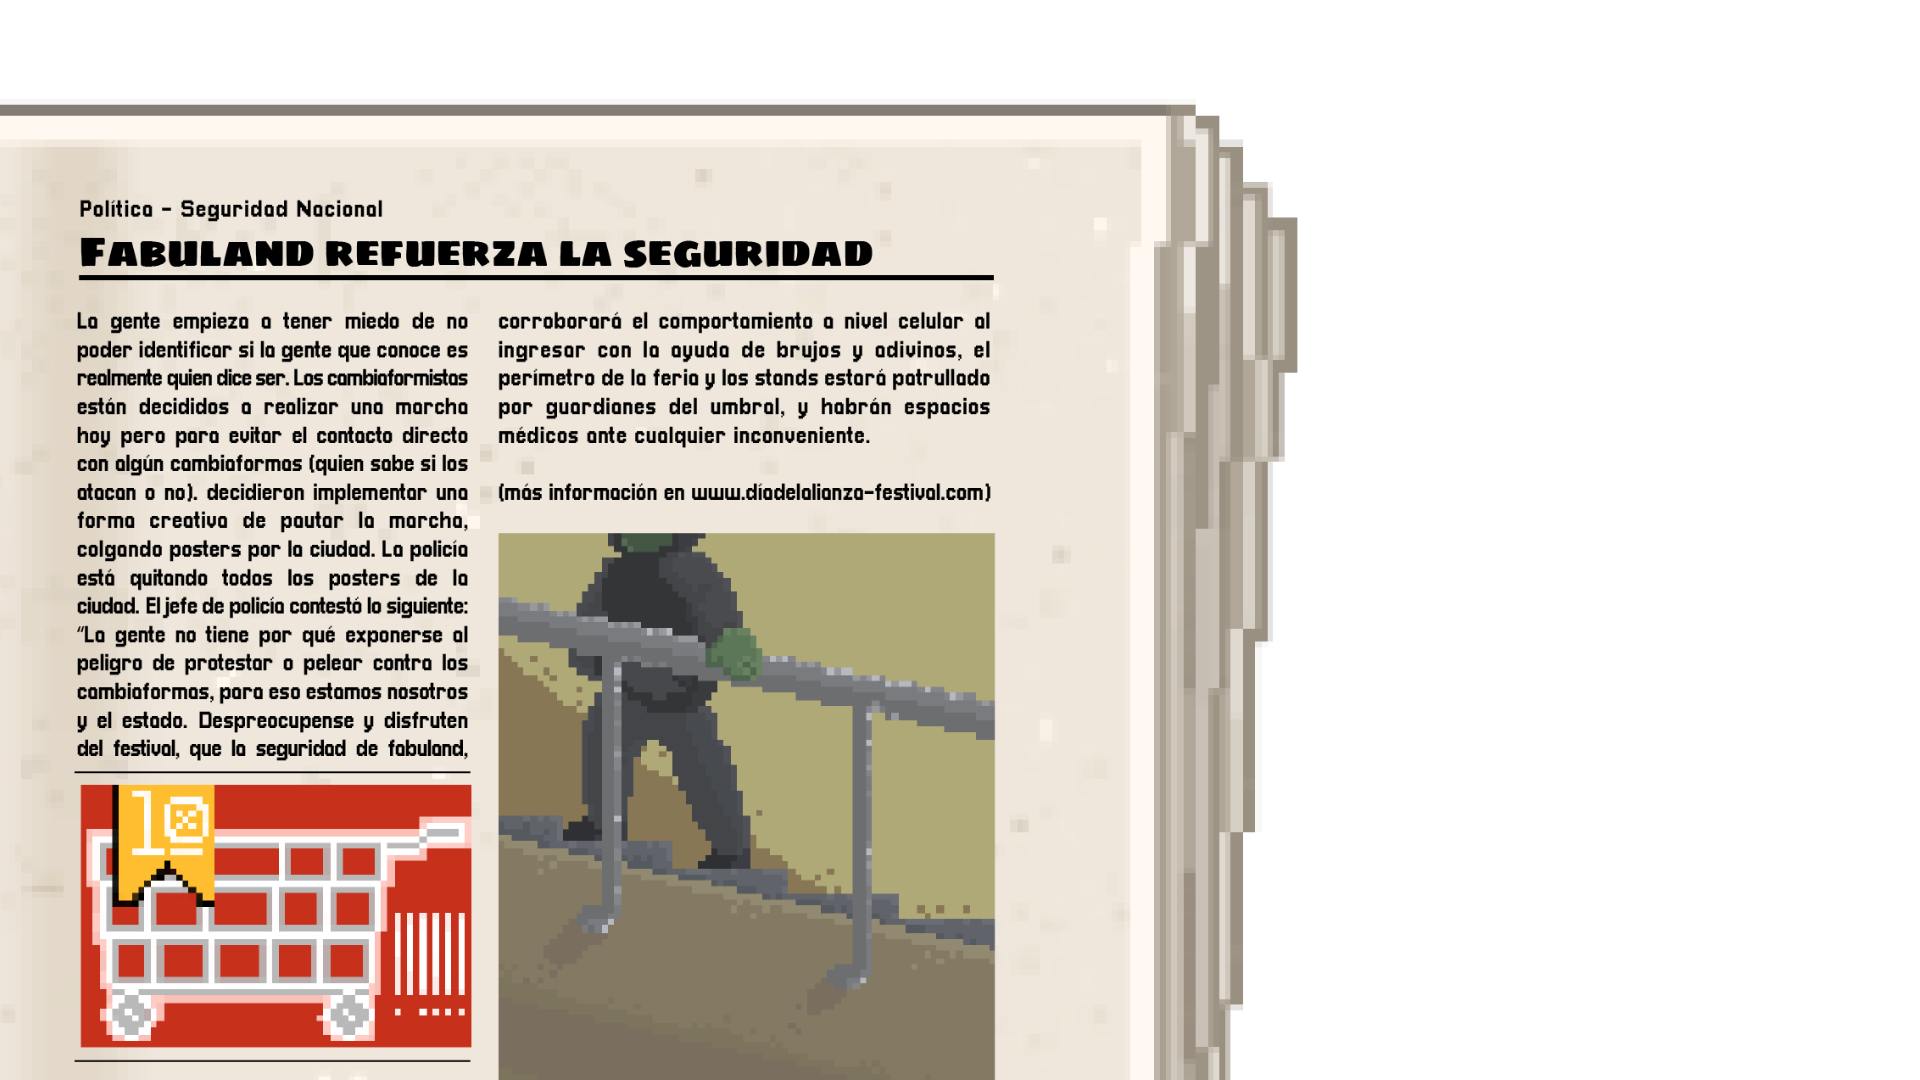 Política - Seguridad Nacional
FABULAND REFUERZA LA SEGURIDAD
La gente empieza a tener miedo de no
poder identificar si la gente que conoce es
realmente quien dice ser. Los cambiaformistas
están decididos a realizar una marcha
hoy pero para evitar el contacto directo
con algún cambiaformas (quien sabe si los
atacan o no). decidieron implementar una
forma creativa de pautar la marcha,
colgando posters por la ciudad. La policía
está quitando todos los posters de la
ciudad. El jefe de policía contestó lo siguiente:
“La gente no tiene por qué exponerse al
peligro de protestar o pelear contra los
cambiaformas, para eso estamos nosotros
y el estado. Despreocupense y disfruten
del festival, que la seguridad de fabuland,
corroborará el comportamiento a nivel celular al
ingresar con la ayuda de brujos y adivinos, el
perímetro de la feria y los stands estará patrullado
por guardianes del umbral, y habrán espacios
médicos ante cualquier inconveniente.
(más información en www.díadelalianza-festival.com)
10